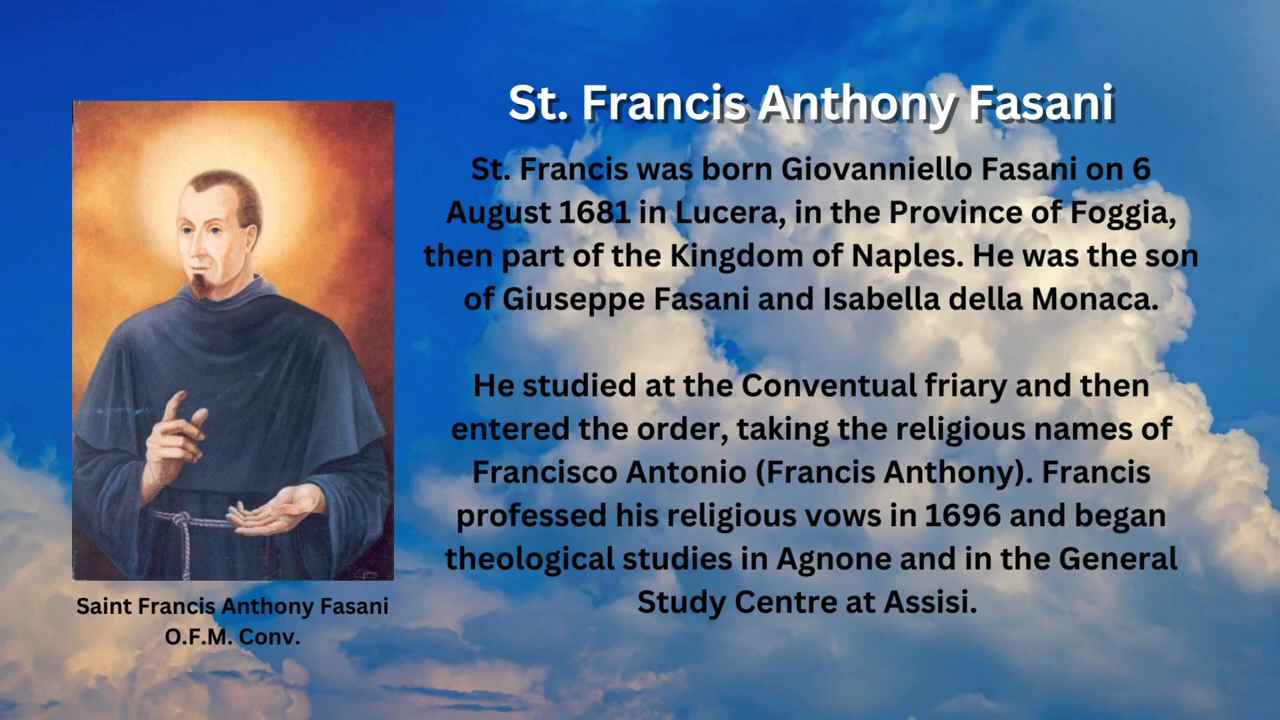 St. Francis Anthony Fasani
St. Francis was born Giovanniello Fasani on 6
August 1681 in Lucera, in the Province of Foggia,
then part of the Kingdom of Naples. He was the son
of Giuseppe Fasani and Isabella della Monaca.
He studied at the Conventual friary and then
entered the order, taking the religious names of
Francisco Antonio (Francis Anthony). Francis
professed his religious vows in 1696 and began
theological studies in Agnone and in the General
Study Centre at Assisi.
Saint Francis Anthony Fasani
O.F.M. Conv.